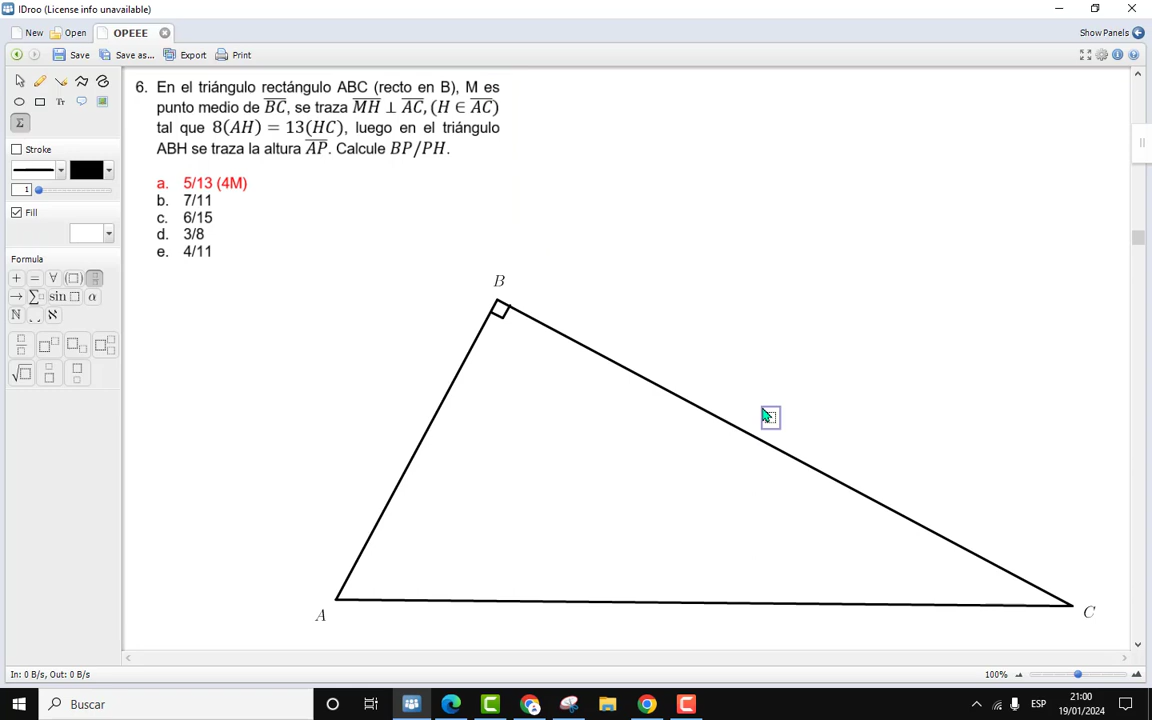 IDroo (License info unavailable)
New Open OPEEE Show Panels
Save Save as... Export Print
6. En el triángulo rectángulo ABC (recto en B), M es
punto medio de BC, se traza MH ⊥ AC, (H ∈ AC)
tal que 8(AH) = 13(HC), luego en el triángulo
ABH se traza la altura AP. Calcule BP/PH.
a. 5/13 (4M)
b. 7/11
c. 6/15
d. 3/8
e. 4/11
Stroke
1
Fill
Formula
+ = ∀ (□)
→ ∑ sin □ α
ℕ ℵ
B
A
C
In: 0 B/s, Out: 0 B/s 100%
Buscar ESP 21:00
19/01/2024